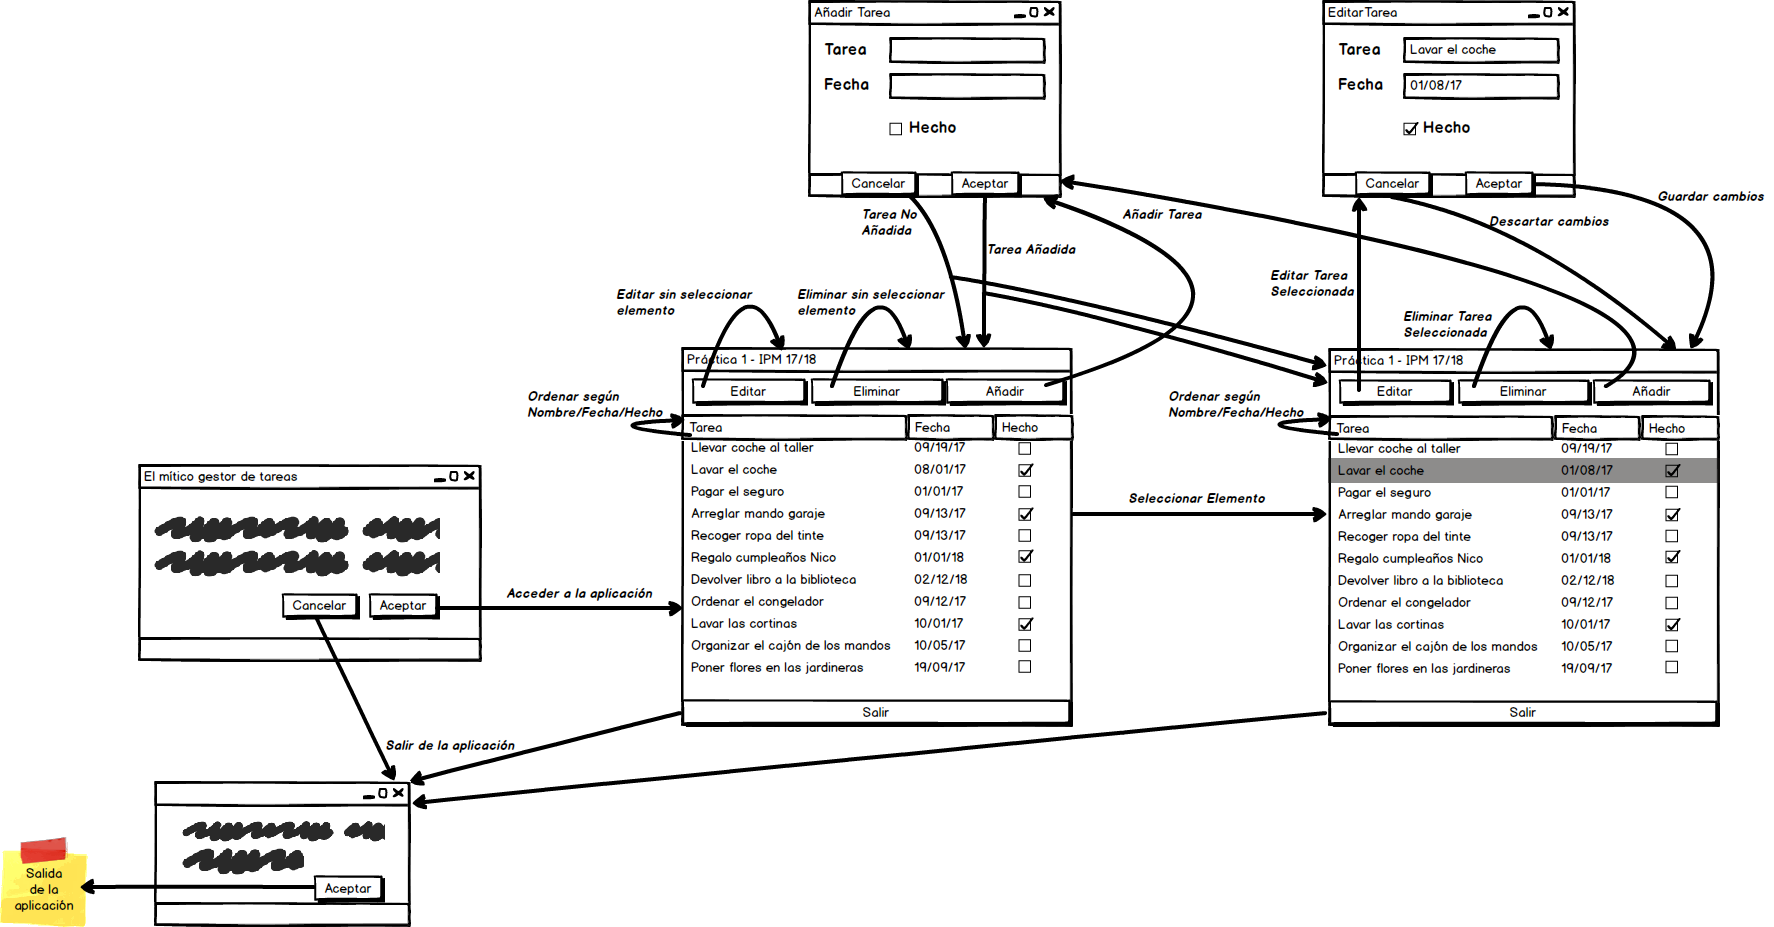 Añadir Tarea
Tarea
Fecha
Hecho
Cancelar
Aceptar
EditarTarea
Tarea
Lavar el coche
Fecha
01/08/17
Hecho
Cancelar
Aceptar
Tarea No
Añadida
Tarea Añadida
Añadir Tarea
Guardar cambios
Descartar cambios
Editar Tarea
Seleccionada
Editar sin seleccionar
elemento
Eliminar sin seleccionar
elemento
Eliminar Tarea
Seleccionada
Práctica 1 - IPM 17/18
Editar
Eliminar
Añadir
Ordenar según
Nombre/Fecha/Hecho
Tarea Fecha Hecho
Llevar coche al taller 09/19/17
Lavar el coche 08/01/17
Pagar el seguro 01/01/17
Arreglar mando garaje 09/13/17
Recoger ropa del tinte 09/13/17
Regalo cumpleaños Nico 01/01/18
Devolver libro a la biblioteca 02/12/18
Ordenar el congelador 09/12/17
Lavar las cortinas 10/01/17
Organizar el cajón de los mandos 10/05/17
Poner flores en las jardineras 19/09/17
Salir
Seleccionar Elemento
Práctica 1 - IPM 17/18
Editar
Eliminar
Añadir
Ordenar según
Nombre/Fecha/Hecho
Tarea Fecha Hecho
Llevar coche al taller 09/19/17
Lavar el coche 01/08/17
Pagar el seguro 01/01/17
Arreglar mando garaje 09/13/17
Recoger ropa del tinte 09/13/17
Regalo cumpleaños Nico 01/01/18
Devolver libro a la biblioteca 02/12/18
Ordenar el congelador 09/12/17
Lavar las cortinas 10/01/17
Organizar el cajón de los mandos 10/05/17
Poner flores en las jardineras 19/09/17
Salir
El mítico gestor de tareas
Cancelar
Aceptar
Acceder a la aplicación
Salir de la aplicación
Aceptar
Salida
de la
aplicación